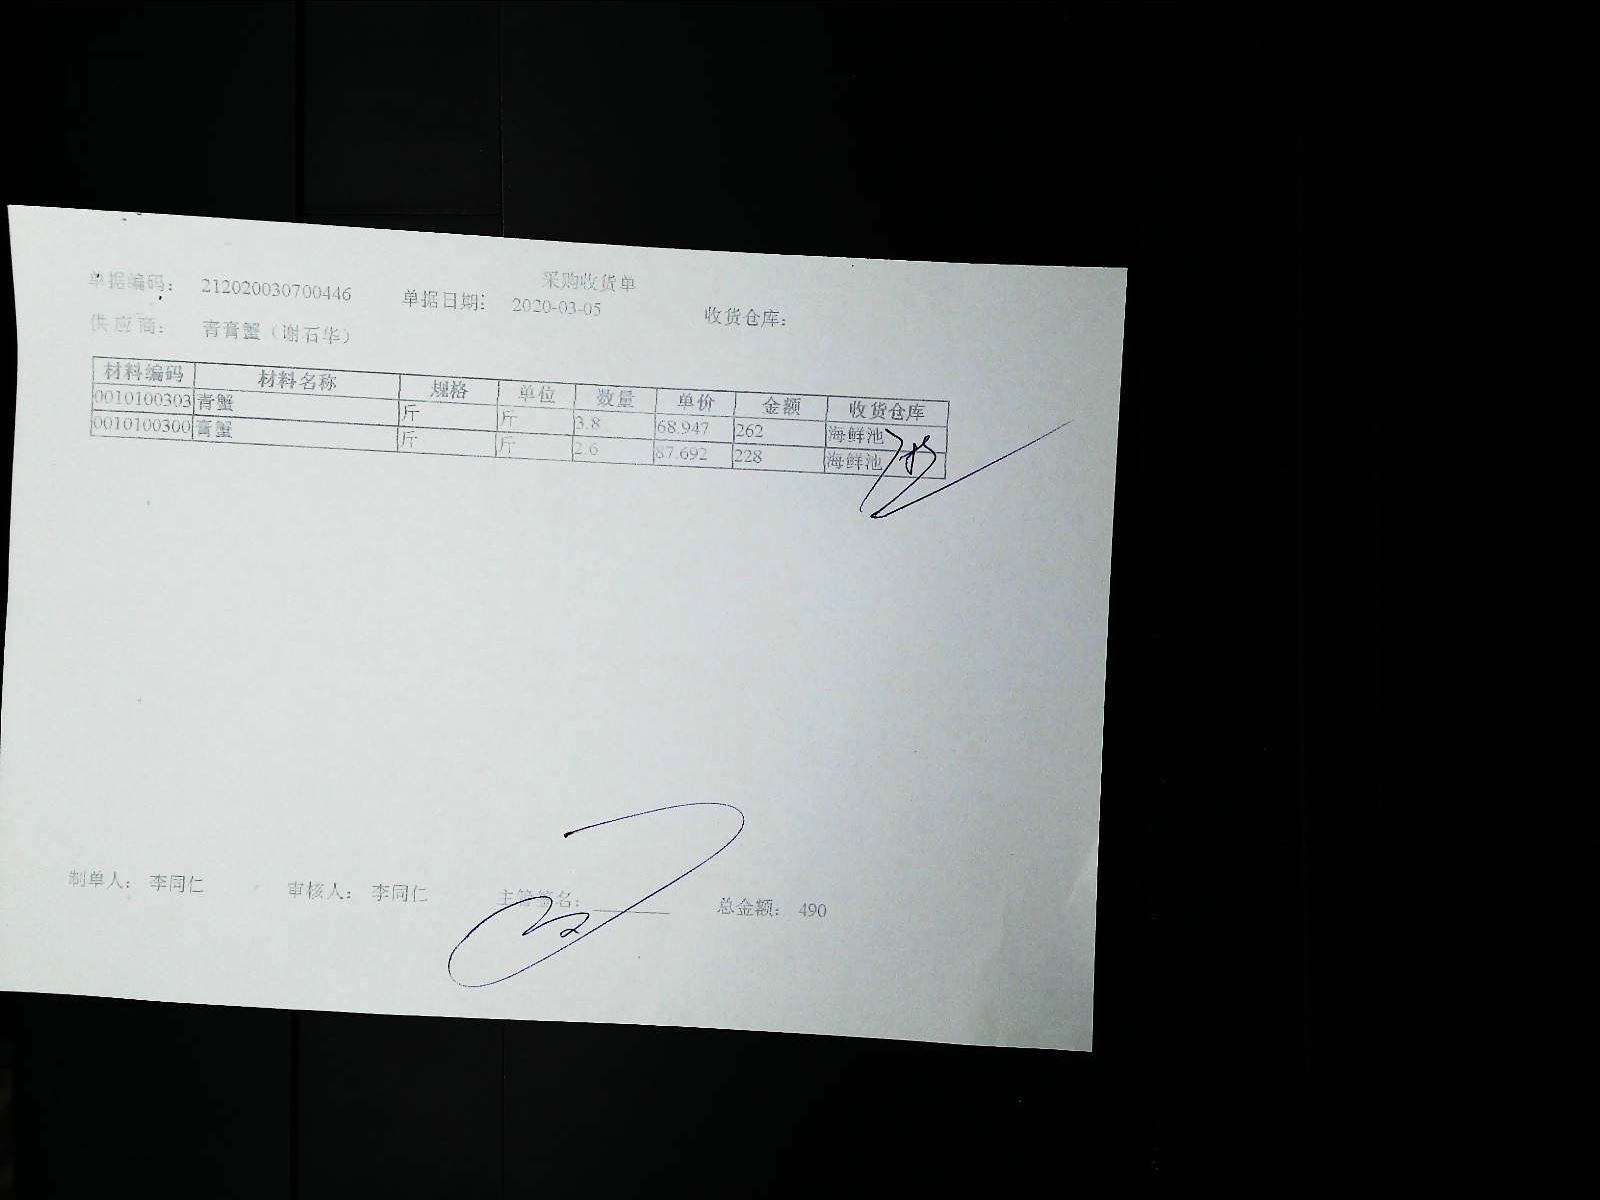 采购收货单
单据编码： 212020030700446 单据日期： 2020-03-05 收货仓库：
供应商： 青膏蟹（谢石华）
材料编码 材料名称 规格 单位 数量 单价 金额 收货仓库
0010100303 青蟹 斤 斤 3.8 68.947 262 海鲜池
0010100300 膏蟹 斤 斤 2.6 87.692 228 海鲜池
制单人： 李同仁 审核人： 李同仁 主管签名： 总金额： 490